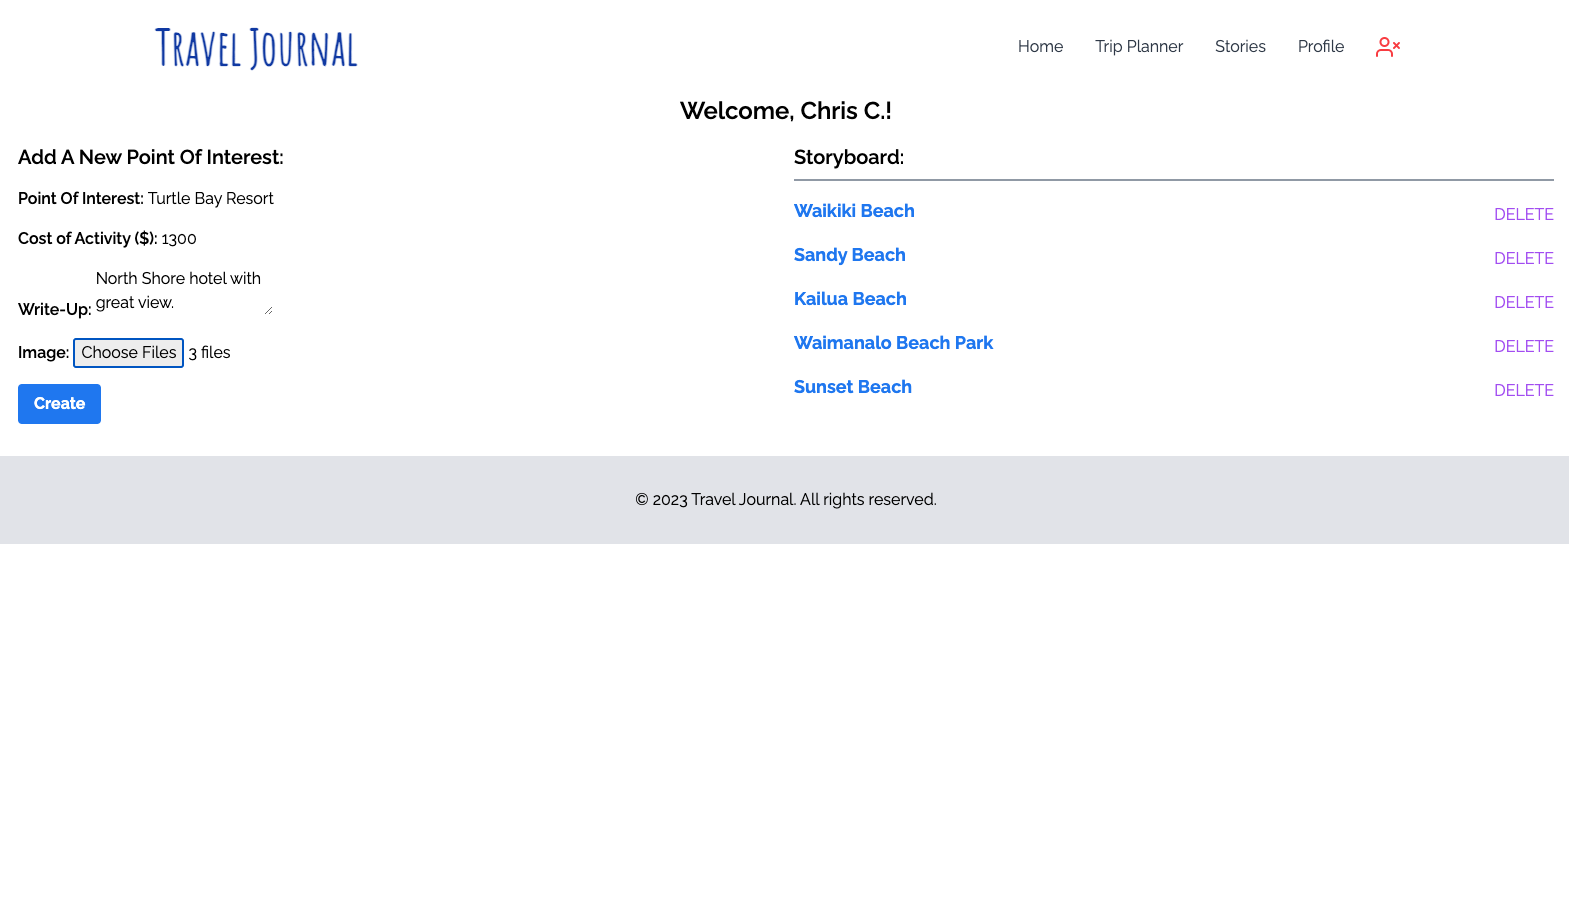 Travel Journal
Home Trip Planner Stories Profile
Welcome, Chris C.!
Add A New Point Of Interest:
Point Of Interest: Turtle Bay Resort
Cost of Activity ($): 1300
Write-Up: North Shore hotel with
great view.
Image: Choose Files 3 files
Create
Storyboard:
Waikiki Beach DELETE
Sandy Beach DELETE
Kailua Beach DELETE
Waimanalo Beach Park DELETE
Sunset Beach DELETE
© 2023 Travel Journal. All rights reserved.